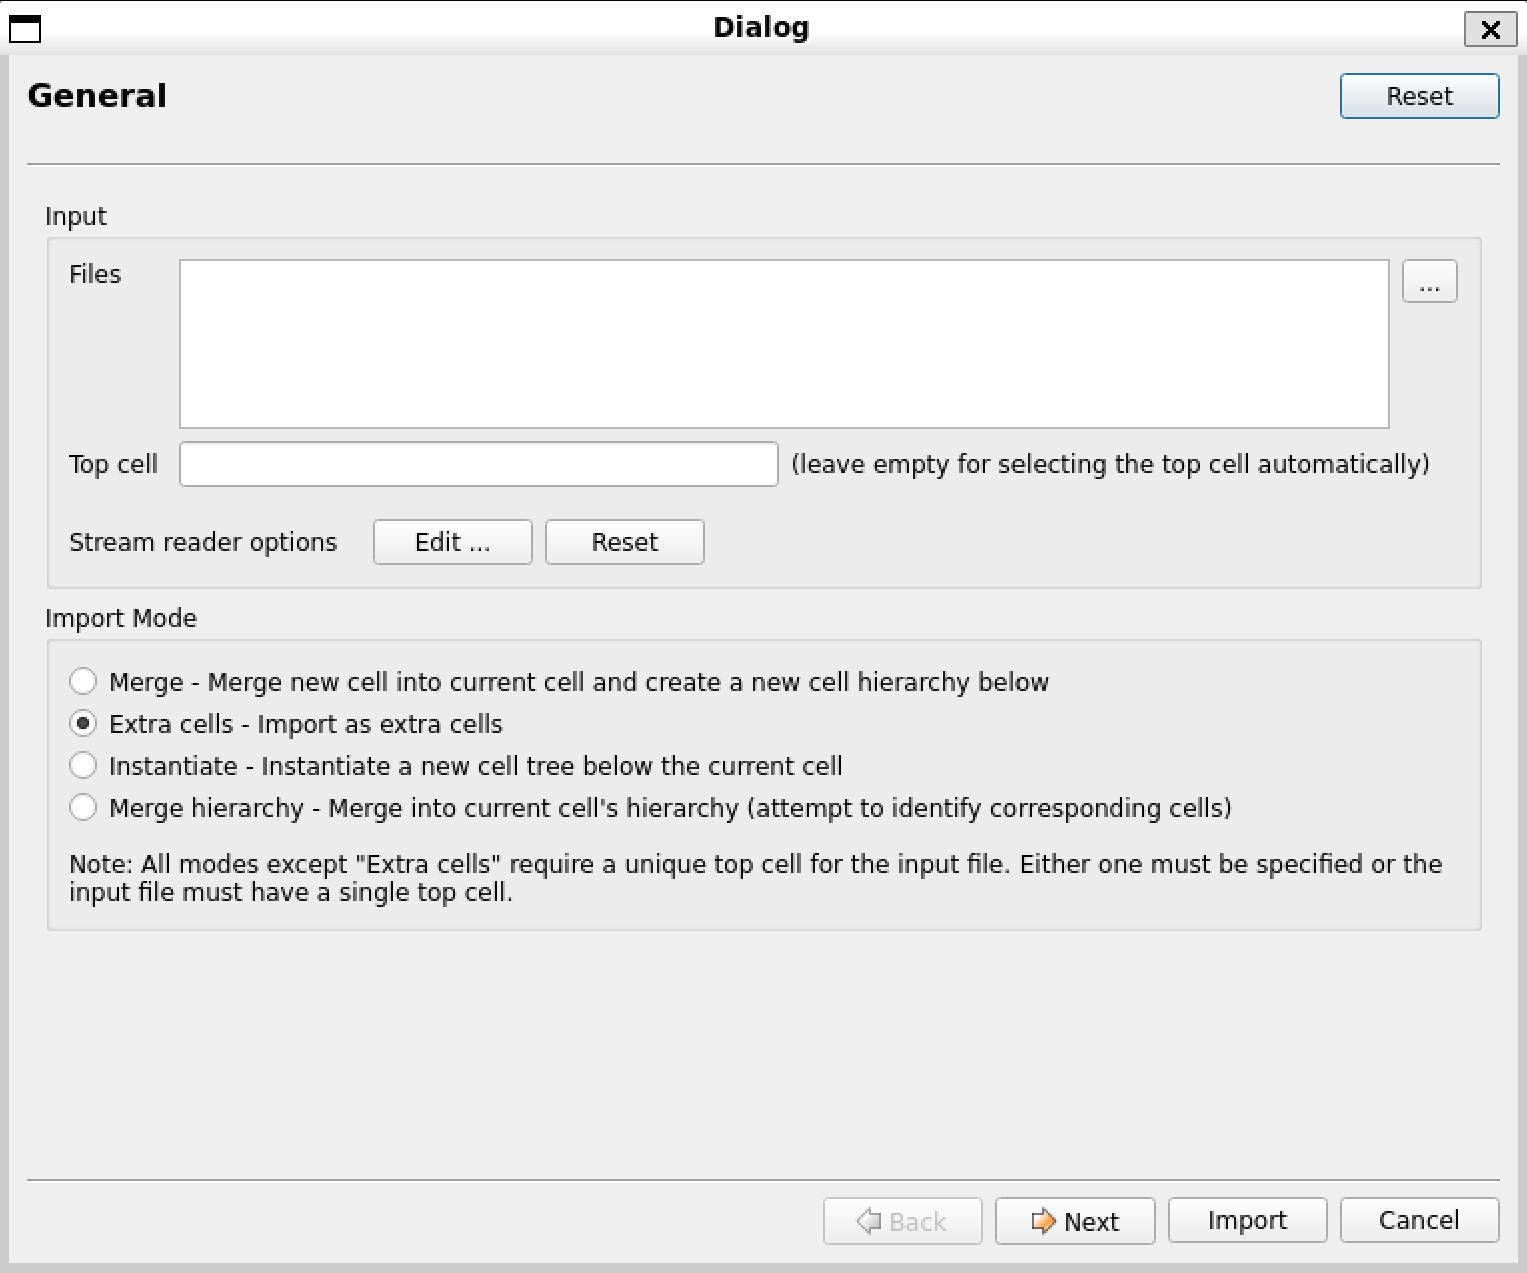 Dialog
General
Reset
Input
Files
...
Top cell
(leave empty for selecting the top cell automatically)
Stream reader options
Edit ...
Reset
Import Mode
Merge - Merge new cell into current cell and create a new cell hierarchy below
Extra cells - Import as extra cells
Instantiate - Instantiate a new cell tree below the current cell
Merge hierarchy - Merge into current cell's hierarchy (attempt to identify corresponding cells)
Note: All modes except "Extra cells" require a unique top cell for the input file. Either one must be specified or the
input file must have a single top cell.
Back
Next
Import
Cancel